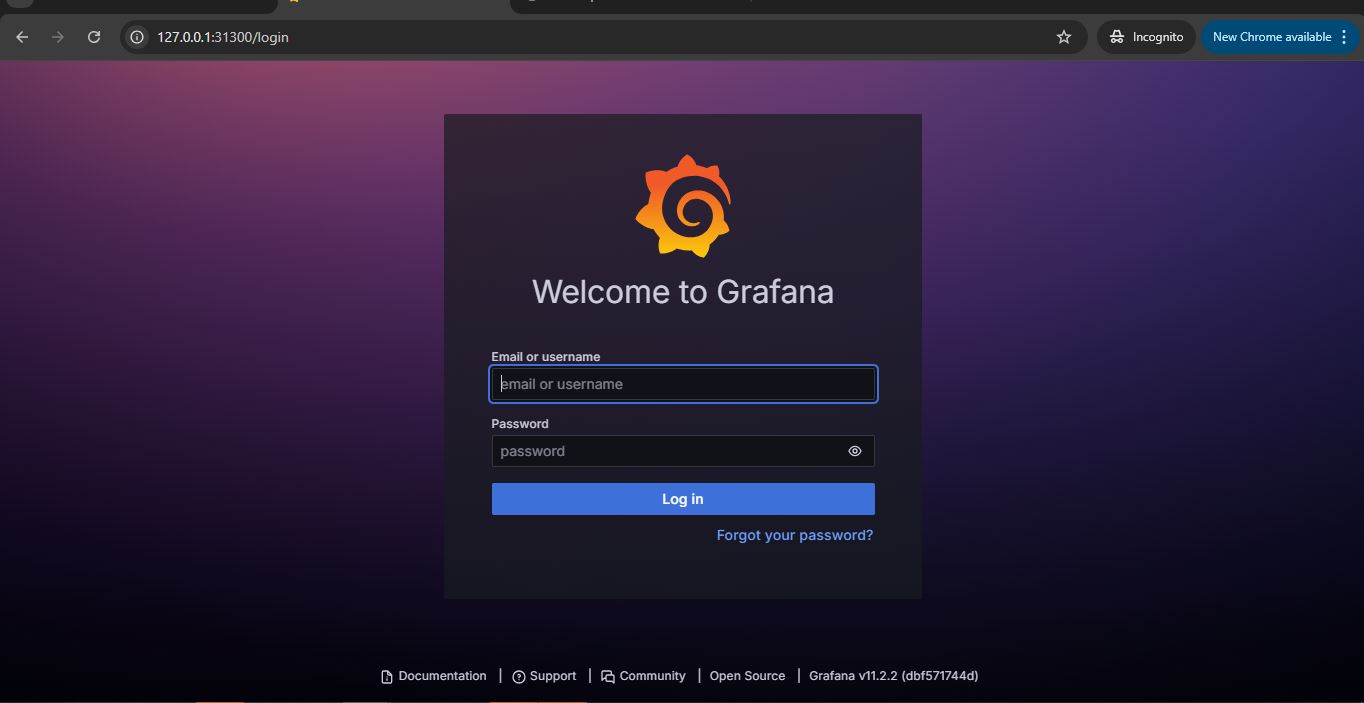 127.0.0.1:31300/login
Incognito
New Chrome available
Welcome to Grafana
Email or username
email or username
Password
password
Log in
Forgot your password?
Documentation | Support | Community | Open Source | Grafana v11.2.2 (dbf571744d)